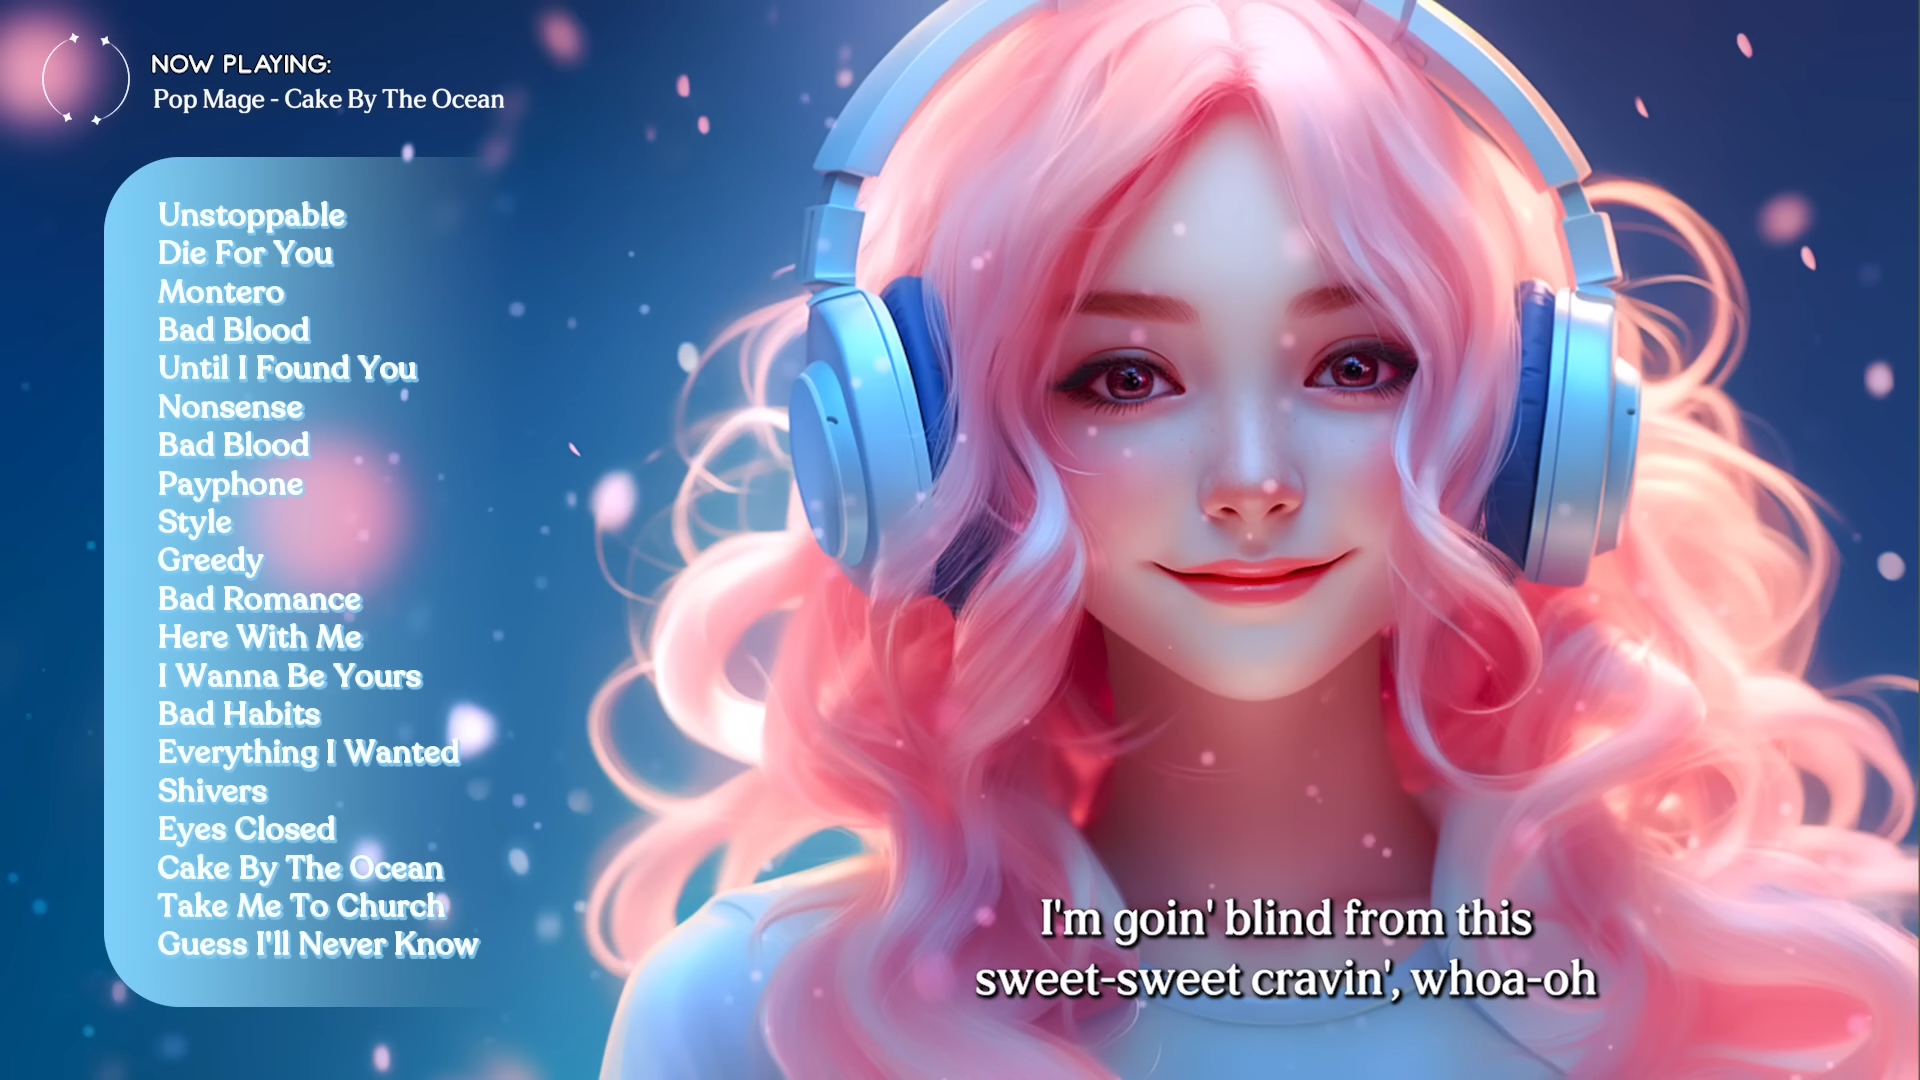 NOW PLAYING:
Pop Mage - Cake By The Ocean
Unstoppable
Die For You
Montero
Bad Blood
Until I Found You
Nonsense
Bad Blood
Payphone
Style
Greedy
Bad Romance
Here With Me
I Wanna Be Yours
Bad Habits
Everything I Wanted
Shivers
Eyes Closed
Cake By The Ocean
Take Me To Church
Guess I'll Never Know
I'm goin' blind from this
sweet-sweet cravin', whoa-oh